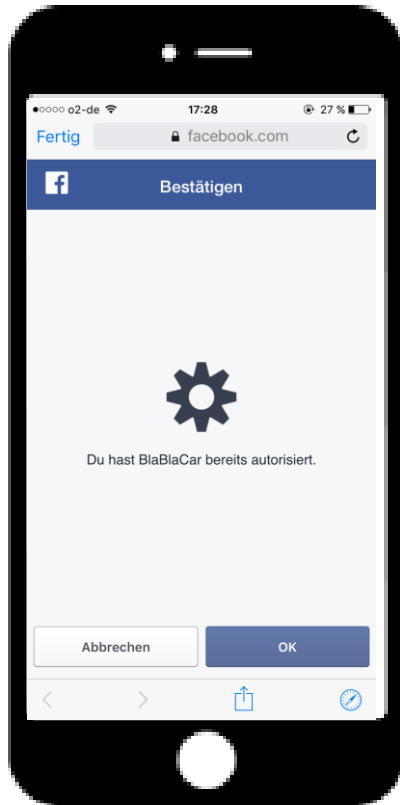 o2-de 17:28 27 %
Fertig facebook.com
f Bestätigen
Du hast BlaBlaCar bereits autorisiert.
Abbrechen OK